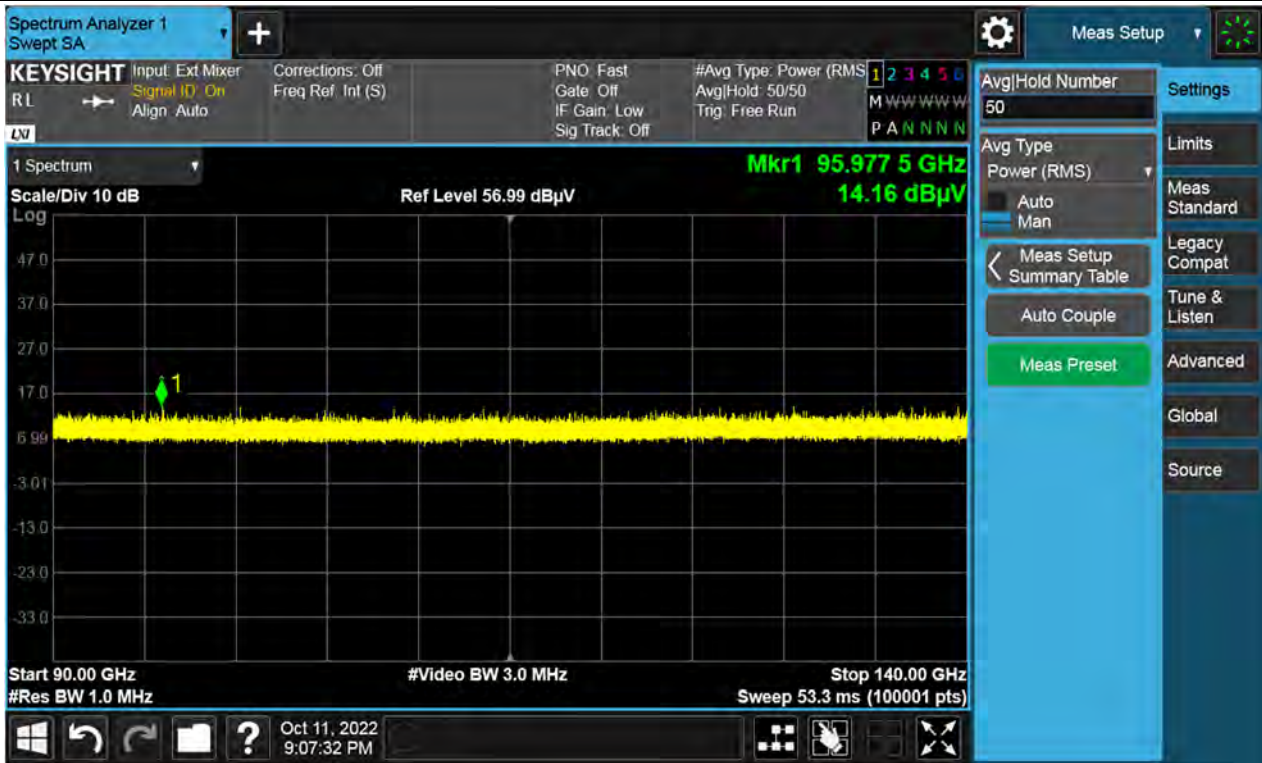 Spectrum Analyzer 1
Swept SA
+
Meas Setup
KEYSIGHT
RL
LXI
Input: Ext Mixer
Signal ID: On
Align: Auto
Corrections: Off
Freq Ref: Int (S)
PNO: Fast
Gate: Off
IF Gain: Low
Sig Track: Off
#Avg Type: Power (RMS
Avg|Hold: 50/50
Trig: Free Run
1 2 3 4 5 6
M W W W W W
P A N N N N
1 Spectrum
Scale/Div 10 dB
Log
Ref Level 56.99 dBµV
Mkr1 95.977 5 GHz
14.16 dBµV
47.0
37.0
27.0
17.0
6.99
-3.01
-13.0
-23.0
-33.0
1
Start 90.00 GHz
#Res BW 1.0 MHz
#Video BW 3.0 MHz
Stop 140.00 GHz
Sweep 53.3 ms (100001 pts)
Avg|Hold Number
50
Avg Type
Power (RMS)
Auto
Man
Meas Setup
Summary Table
Auto Couple
Meas Preset
Settings
Limits
Meas
Standard
Legacy
Compat
Tune &
Listen
Advanced
Global
Source
?
Oct 11, 2022
9:07:32 PM